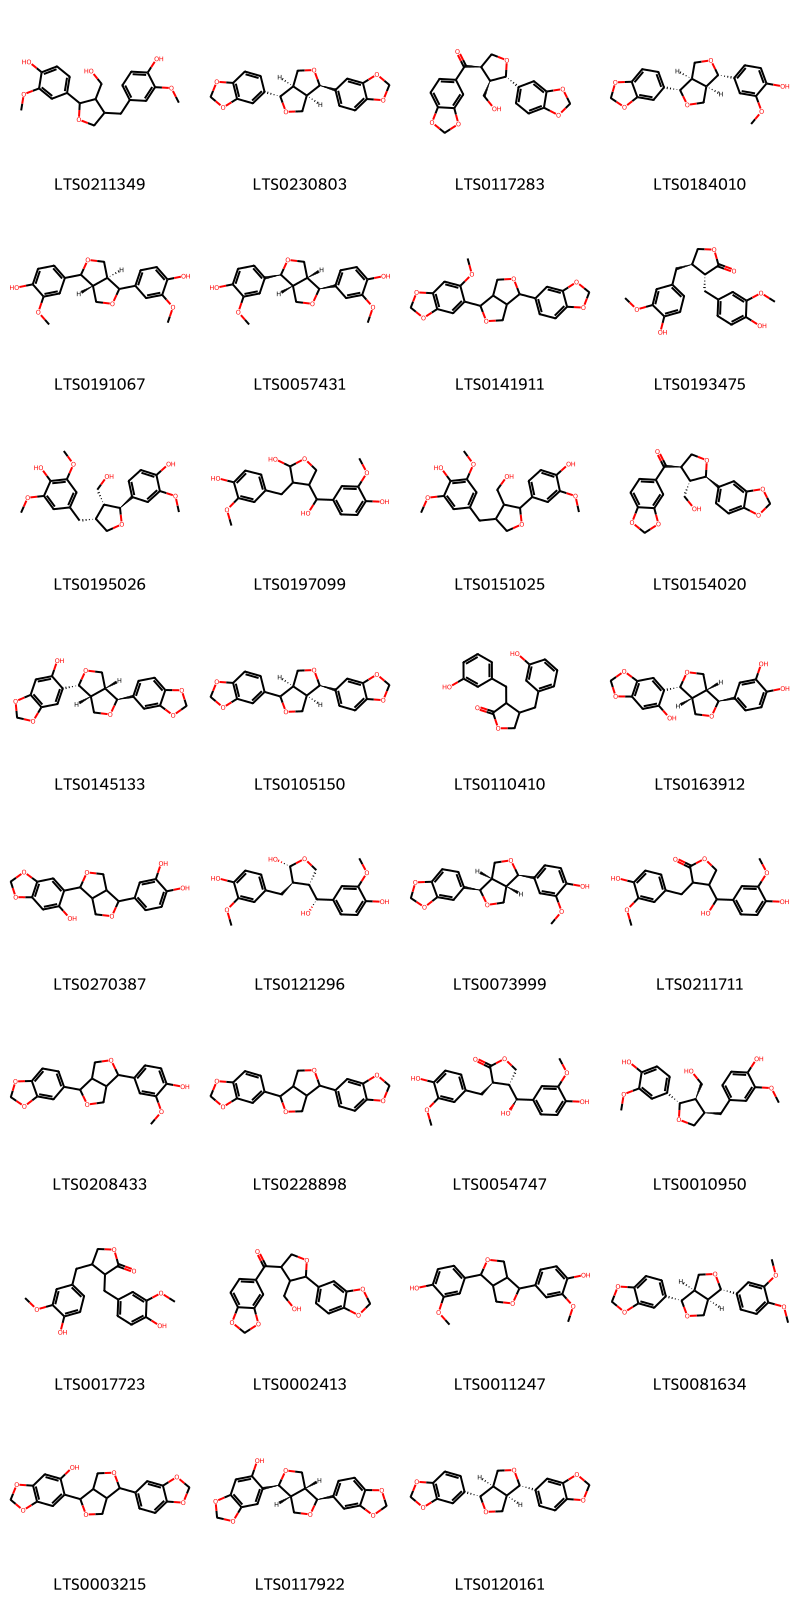 LTS0211349 LTS0230803 LTS0117283 LTS0184010
LTS0191067 LTS0057431 LTS0141911 LTS0193475
LTS0195026 LTS0197099 LTS0151025 LTS0154020
LTS0145133 LTS0105150 LTS0110410 LTS0163912
LTS0270387 LTS0121296 LTS0073999 LTS0211711
LTS0208433 LTS0228898 LTS0054747 LTS0010950
LTS0017723 LTS0002413 LTS0011247 LTS0081634
LTS0003215 LTS0117922 LTS0120161